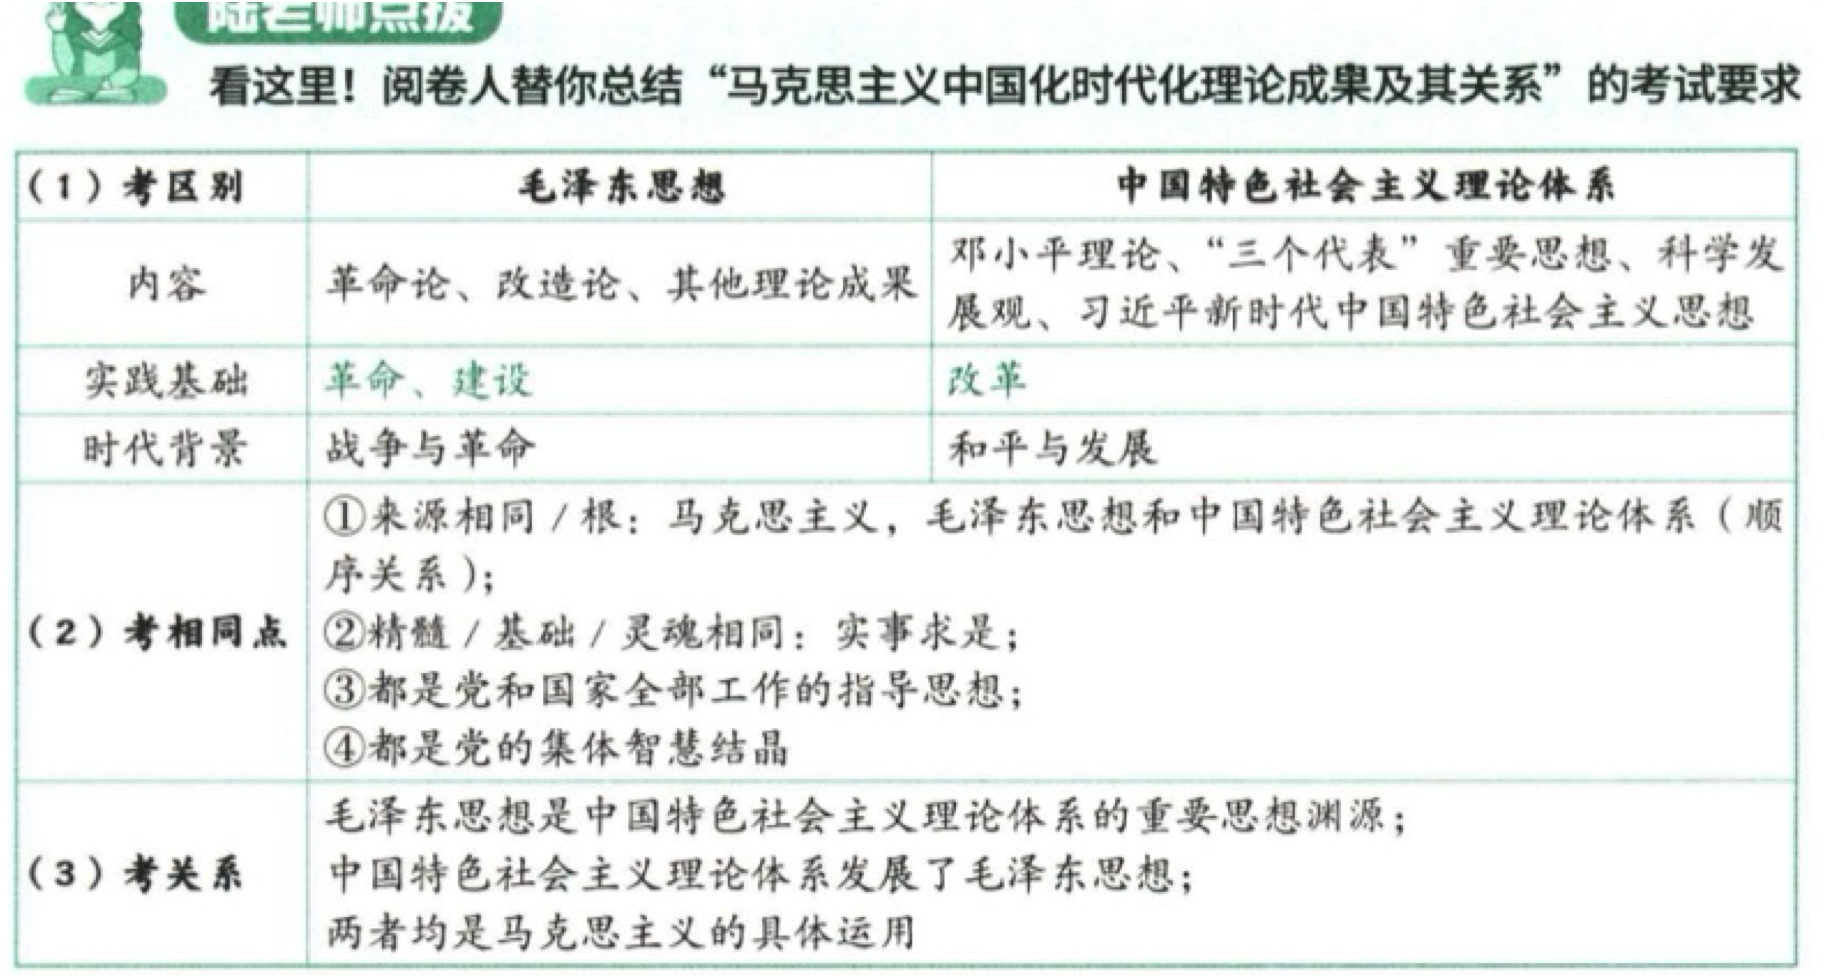 陆老师点拨
看这里！阅卷人替你总结“马克思主义中国化时代化理论成果及其关系”的考试要求
（1）考区别
毛泽东思想
中国特色社会主义理论体系
内容
革命论、改造论、其他理论成果
邓小平理论、“三个代表”重要思想、科学发
展观、习近平新时代中国特色社会主义思想
实践基础
革命、建设
改革
时代背景
战争与革命
和平与发展
（2）考相同点
①来源相同/根：马克思主义，毛泽东思想和中国特色社会主义理论体系（顺
序关系）；
②精髓/基础/灵魂相同：实事求是；
③都是党和国家全部工作的指导思想；
④都是党的集体智慧结晶
（3）考关系
毛泽东思想是中国特色社会主义理论体系的重要思想渊源；
中国特色社会主义理论体系发展了毛泽东思想；
两者均是马克思主义的具体运用